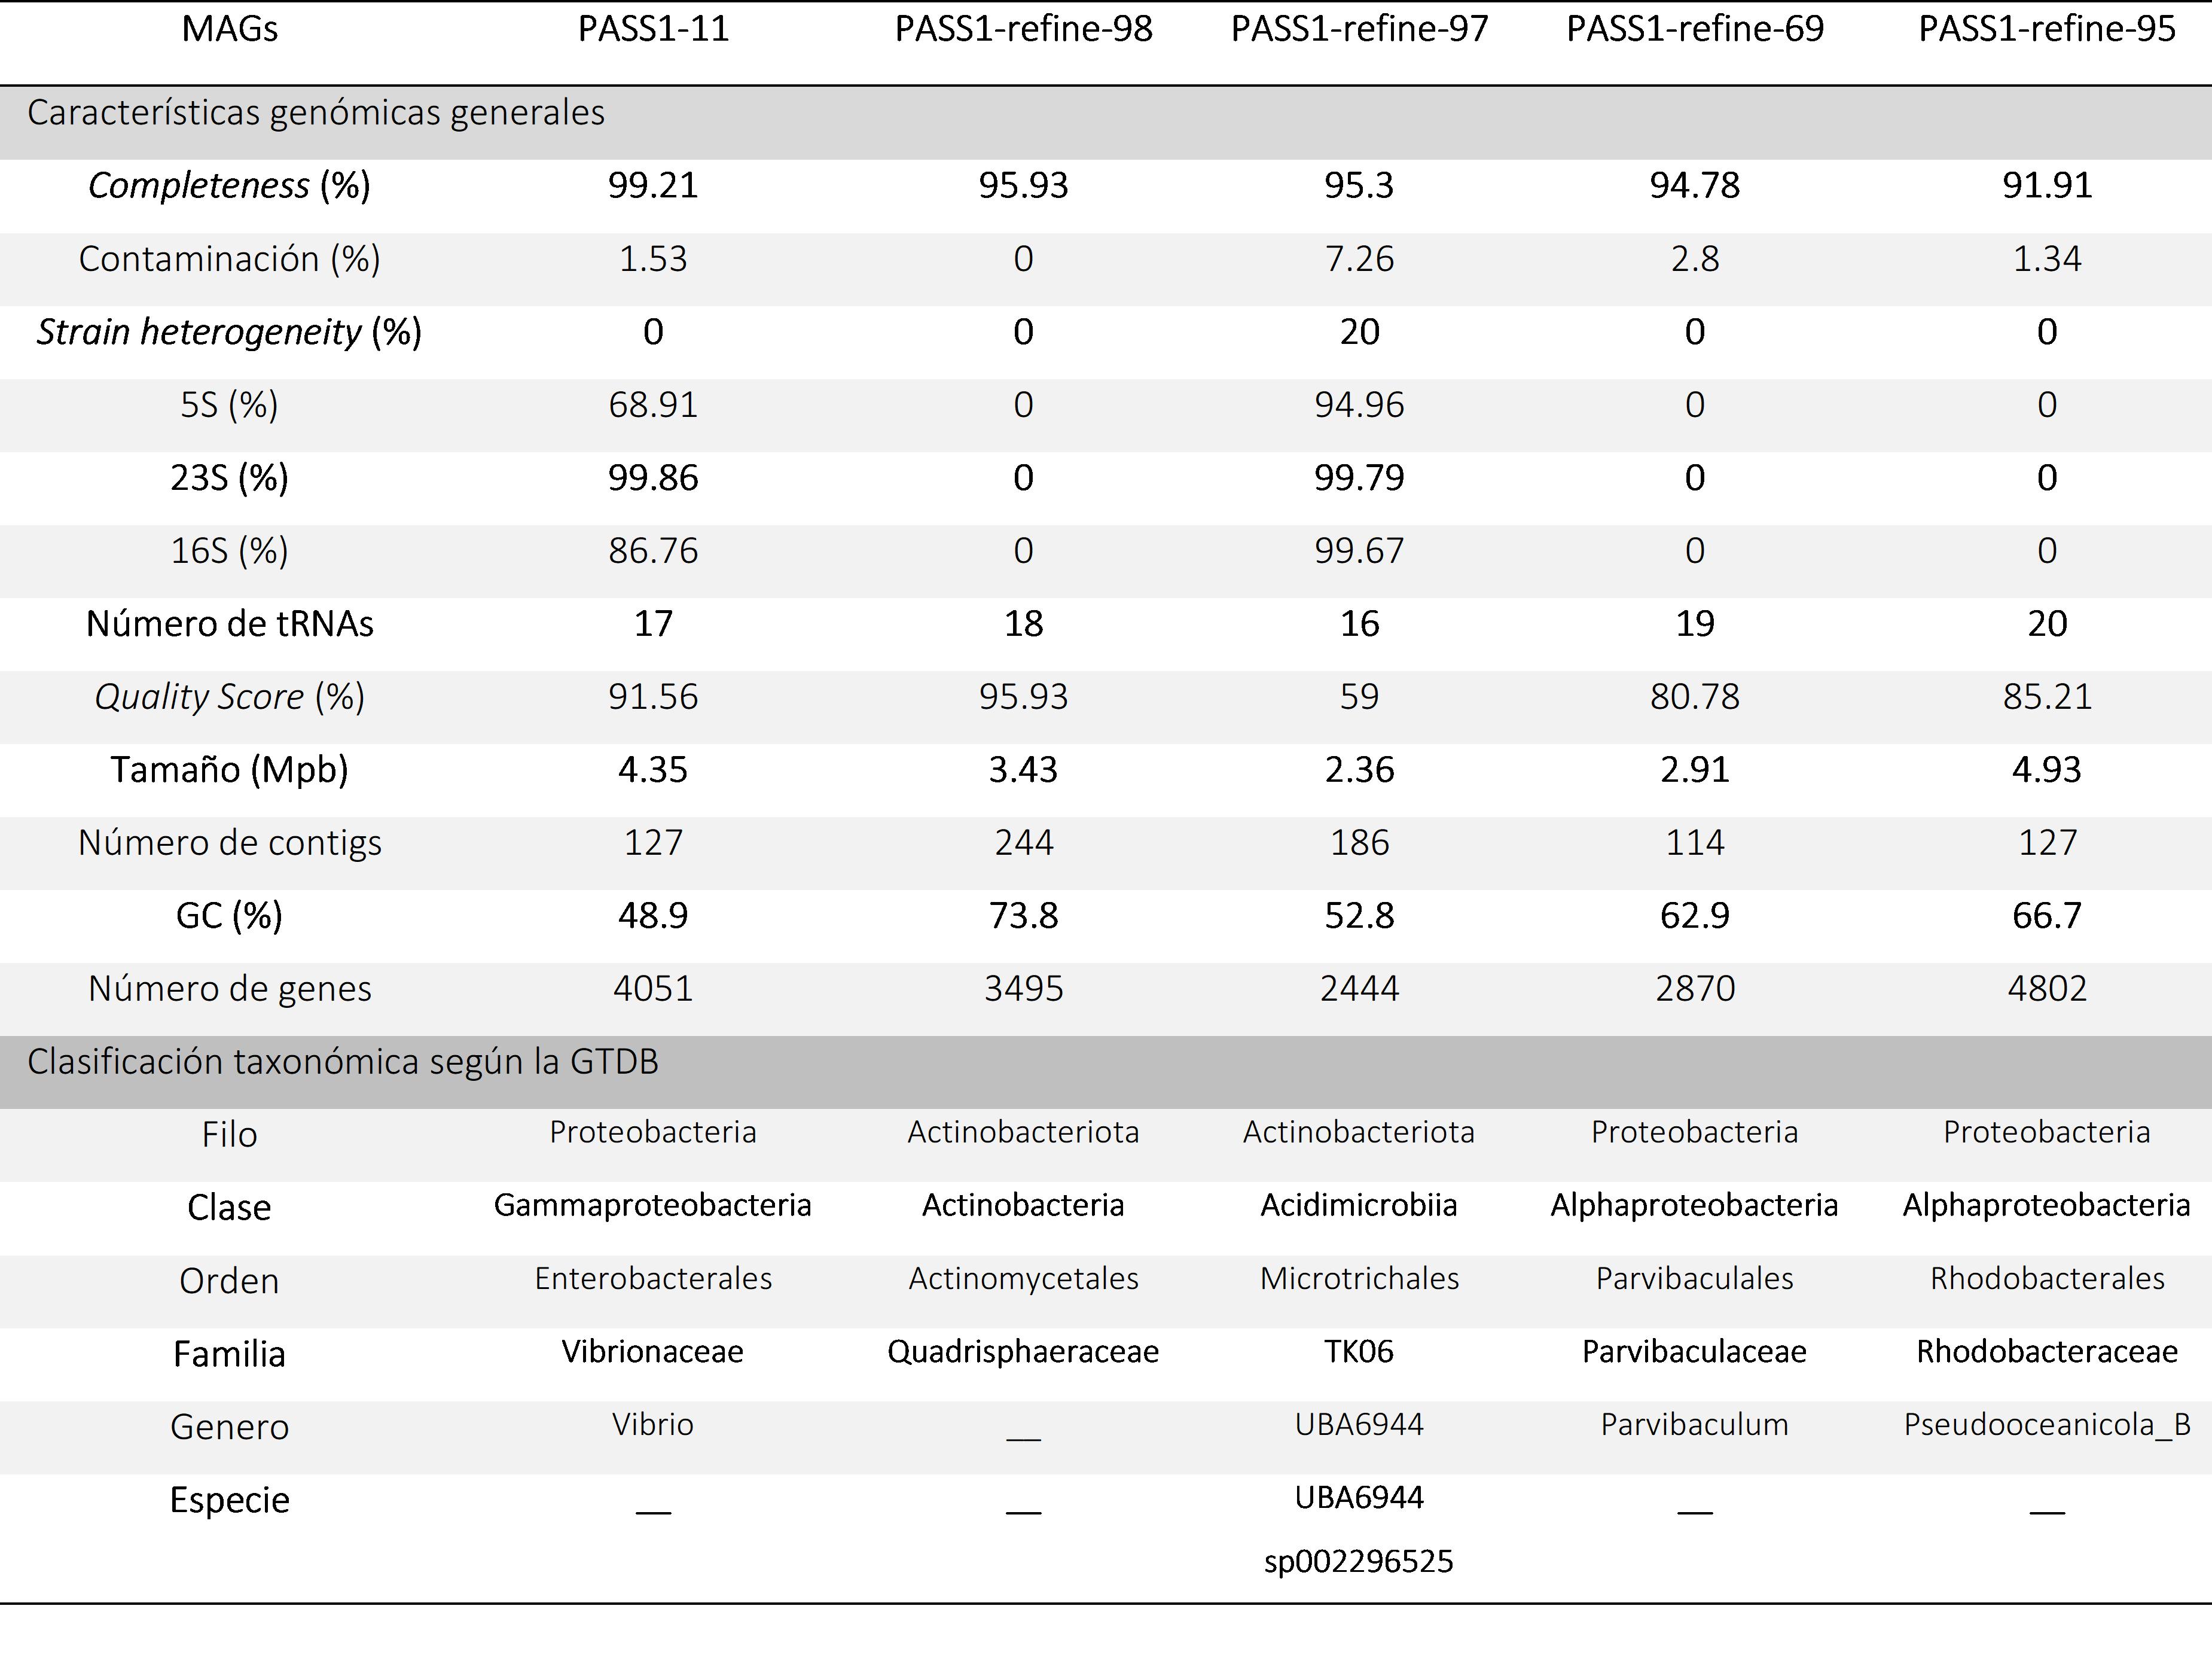 MAGs PASS1-11 PASS1-refine-98 PASS1-refine-97 PASS1-refine-69 PASS1-refine-95
Características genómicas generales
Completeness (%) 99.21 95.93 95.3 94.78 91.91
Contaminación (%) 1.53 0 7.26 2.8 1.34
Strain heterogeneity (%) 0 0 20 0 0
5S (%) 68.91 0 94.96 0 0
23S (%) 99.86 0 99.79 0 0
16S (%) 86.76 0 99.67 0 0
Número de tRNAs 17 18 16 19 20
Quality Score (%) 91.56 95.93 59 80.78 85.21
Tamaño (Mpb) 4.35 3.43 2.36 2.91 4.93
Número de contigs 127 244 186 114 127
GC (%) 48.9 73.8 52.8 62.9 66.7
Número de genes 4051 3495 2444 2870 4802
Clasificación taxonómica según la GTDB
Filo Proteobacteria Actinobacteriota Actinobacteriota Proteobacteria Proteobacteria
Clase Gammaproteobacteria Actinobacteria Acidimicrobiia Alphaproteobacteria Alphaproteobacteria
Orden Enterobacterales Actinomycetales Microtrichales Parvibaculales Rhodobacterales
Familia Vibrionaceae Quadrisphaeraceae TK06 Parvibaculaceae Rhodobacteraceae
Genero Vibrio __ UBA6944 Parvibaculum Pseudooceanicola_B
Especie __ __ UBA6944 __ __
sp002296525